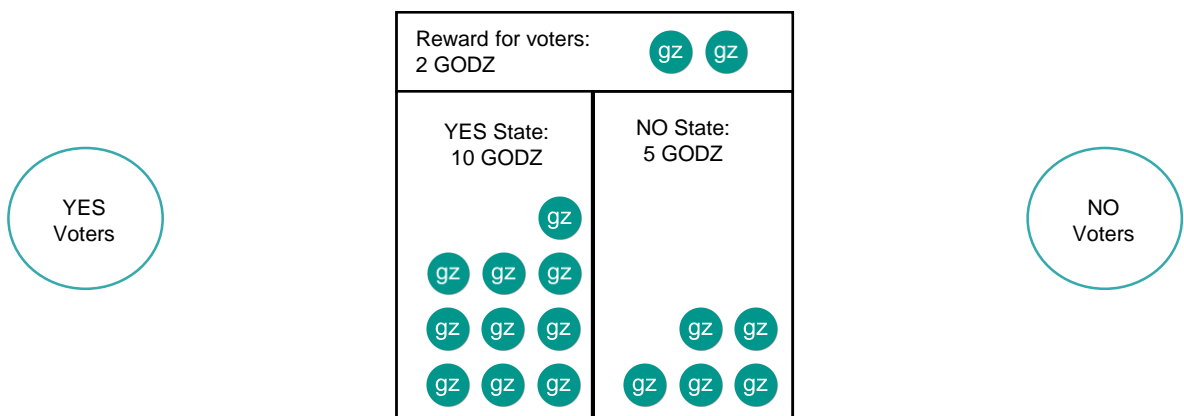 Reward for voters:
2 GODZ
gz gz
YES State:
10 GODZ
NO State:
5 GODZ
YES
Voters
gz
gz gz gz
gz gz gz
gz gz gz
gz gz
gz gz gz
NO
Voters